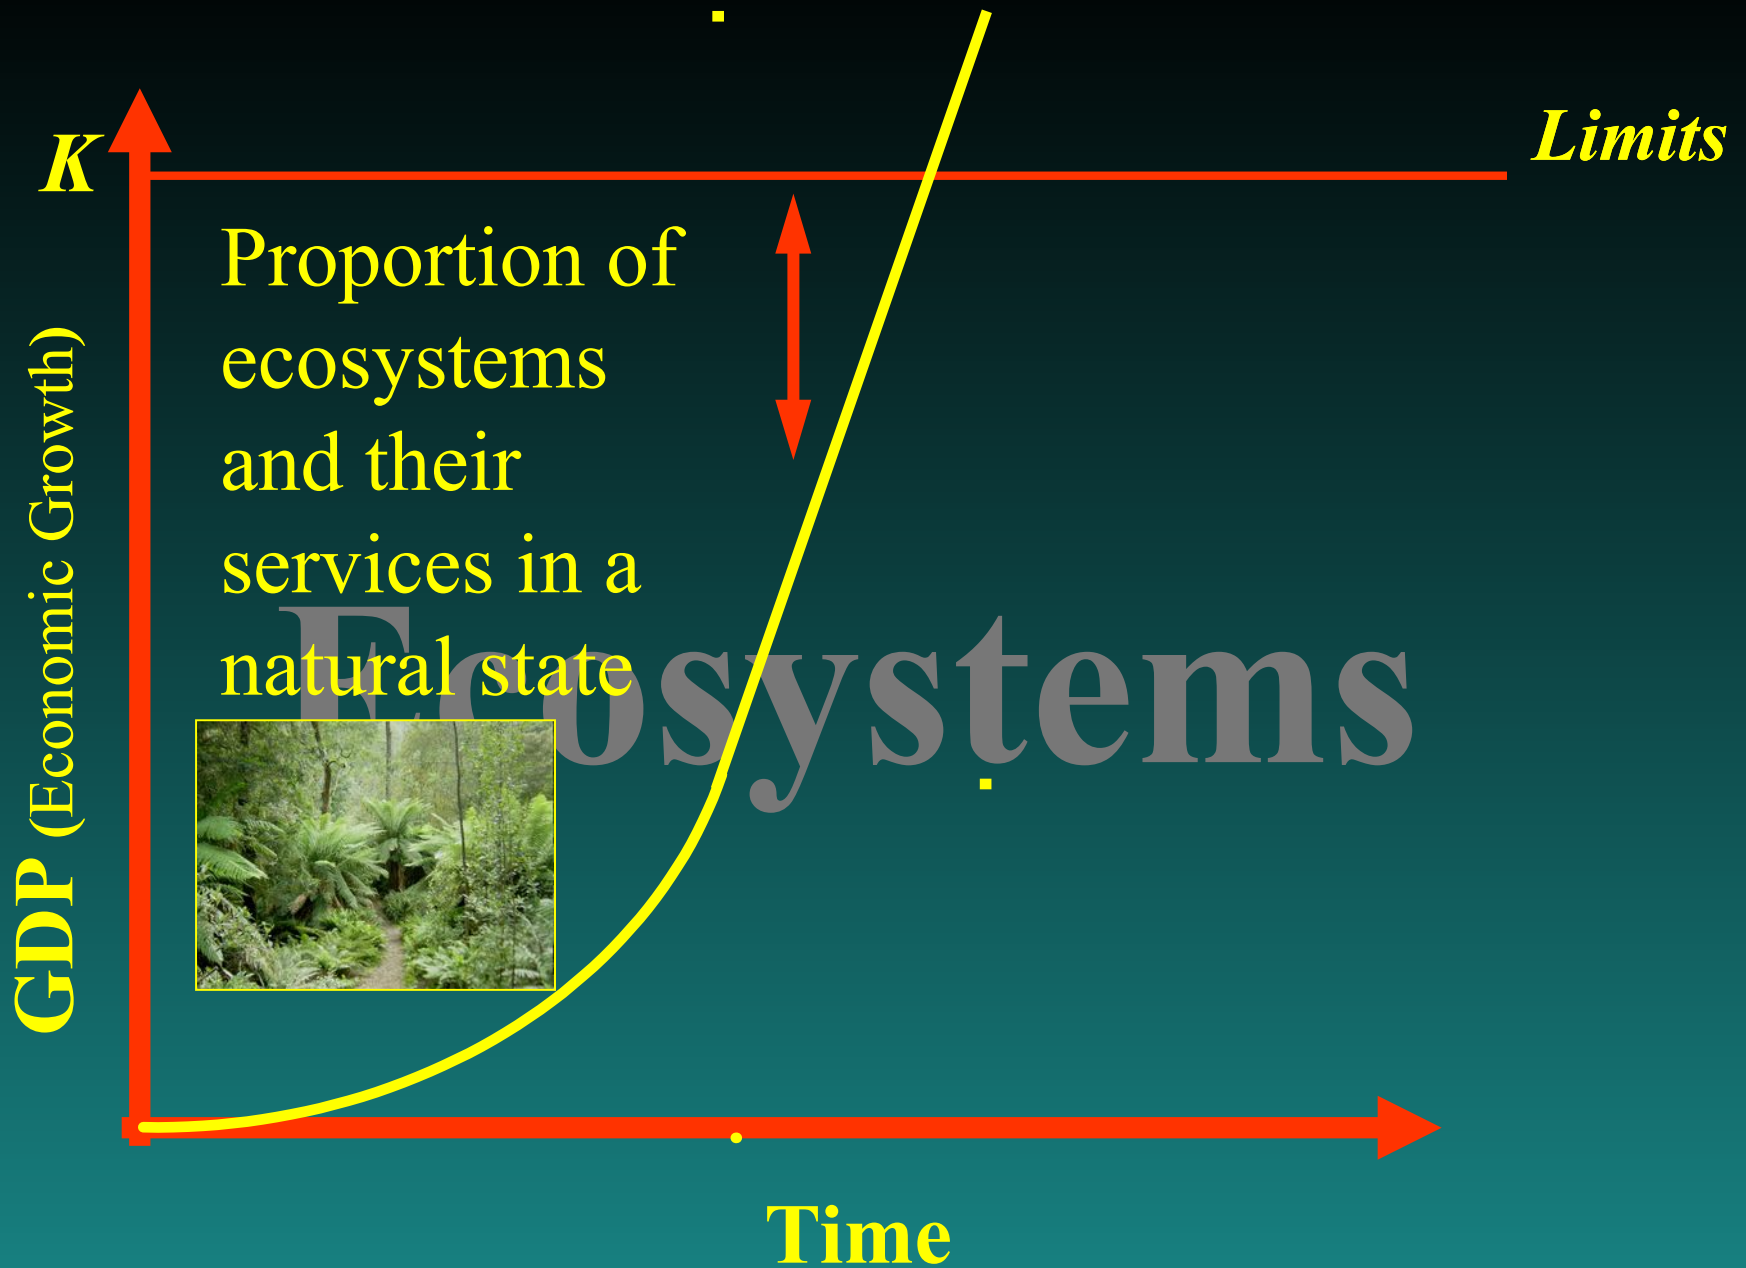 K
Limits
Proportion of
ecosystems
and their
services in a
natural state
Ecosystems
GDP (Economic Growth)
Time